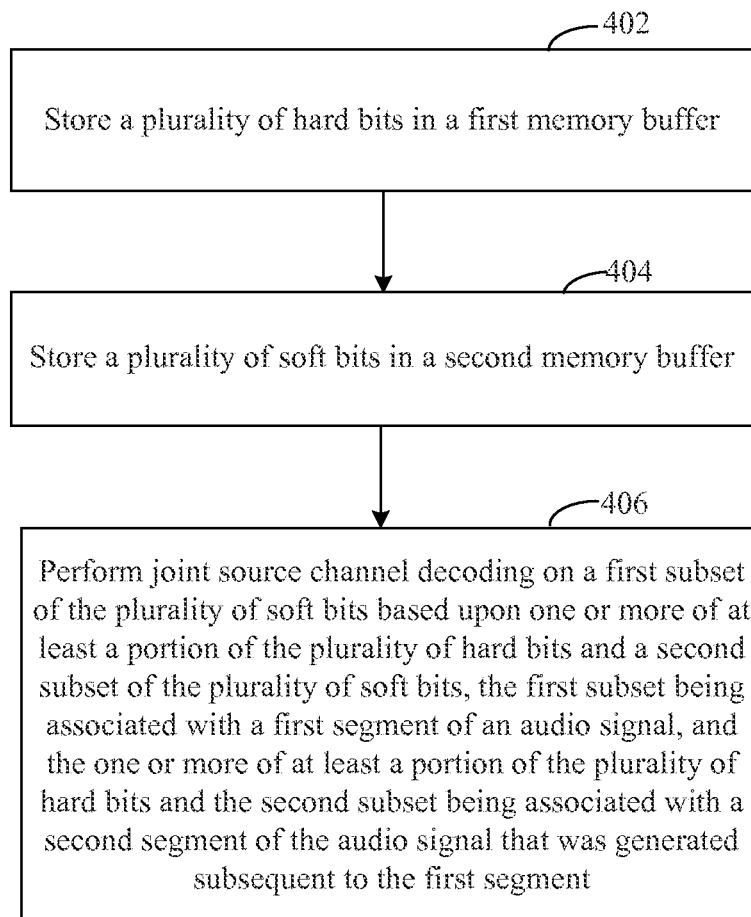 402
Store a plurality of hard bits in a first memory buffer
404
Store a plurality of soft bits in a second memory buffer
406
Perform joint source channel decoding on a first subset
of the plurality of soft bits based upon one or more of at
least a portion of the plurality of hard bits and a second
subset of the plurality of soft bits, the first subset being
associated with a first segment of an audio signal, and
the one or more of at least a portion of the plurality of
hard bits and the second subset being associated with a
second segment of the audio signal that was generated
subsequent to the first segment